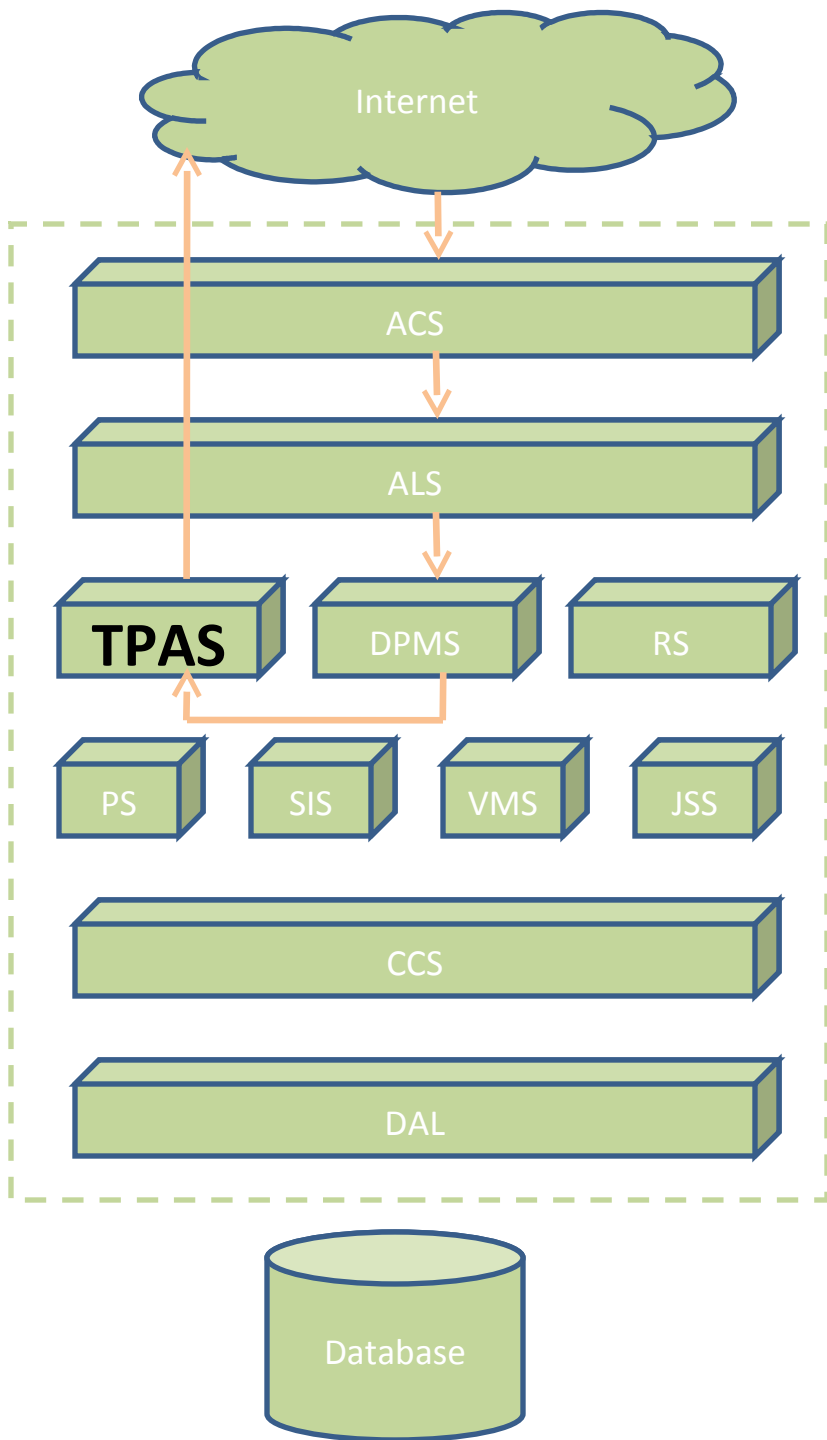 Internet
ACS
ALS
TPAS
DPMS
RS
PS
SIS
VMS
JSS
CCS
DAL
Database